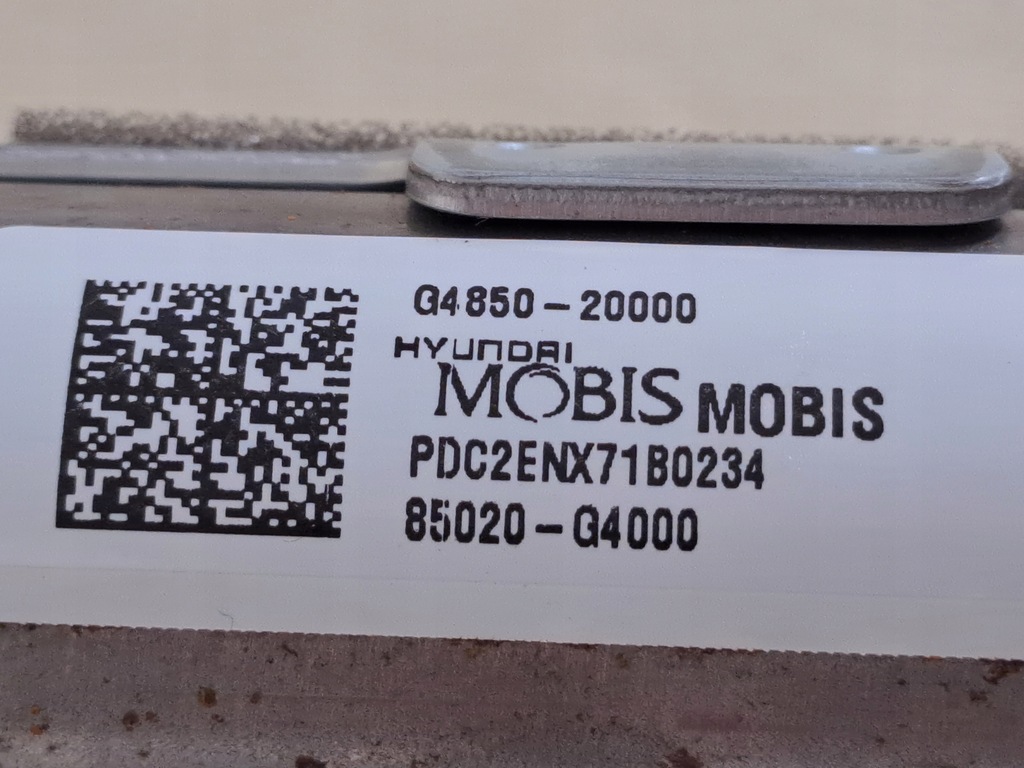 G4850-20000
HYUNDAI
MOBIS MOBIS
PDC2ENX71B0234
85020-G4000